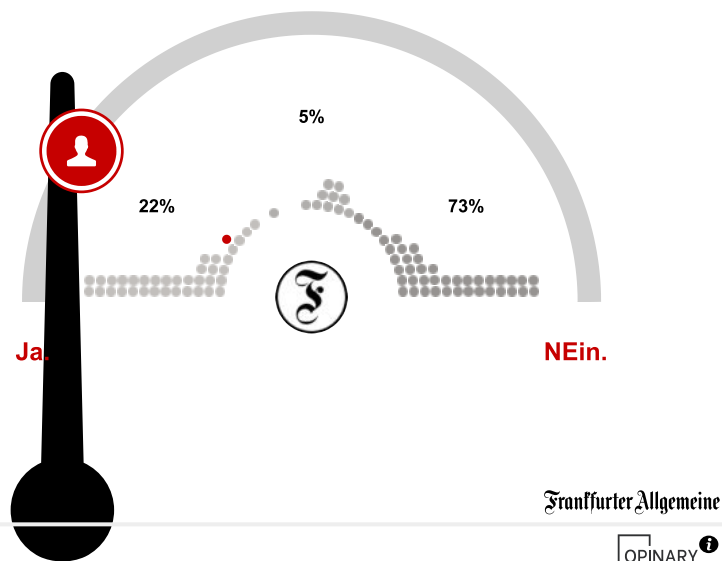 5%
22%
73%
Ja.
NEin.
Frankfurter Allgemeine
OPINARY
i